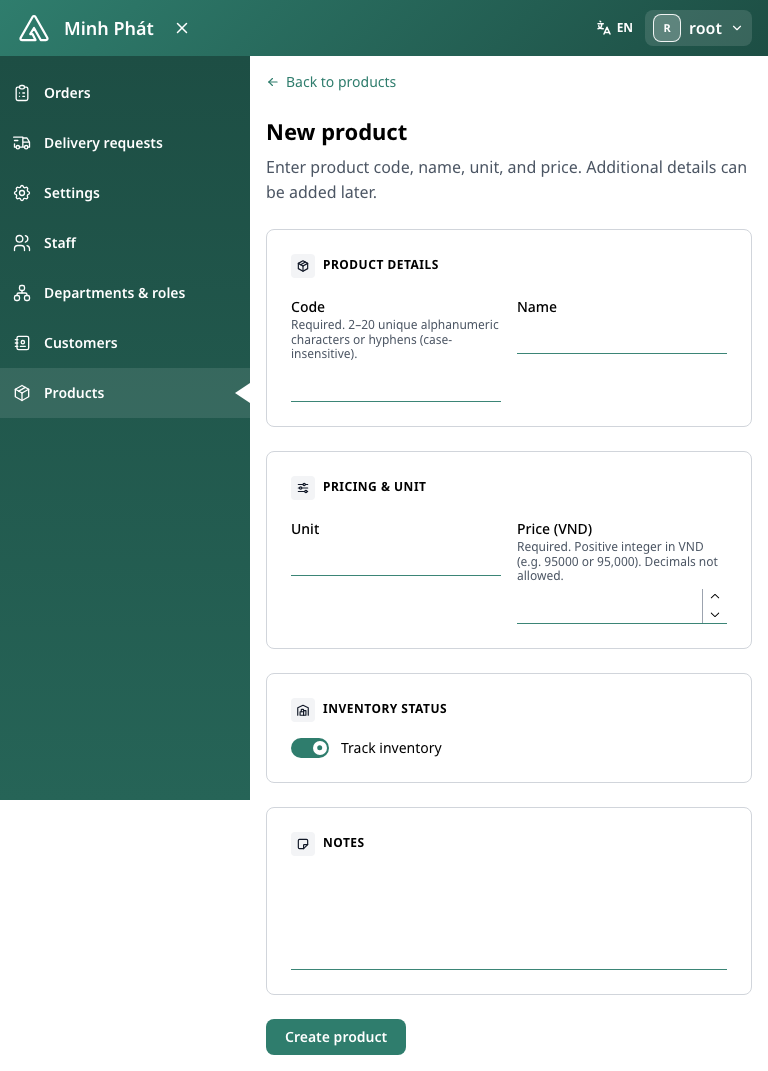 Minh Phát
EN
R
root
Orders
Delivery requests
Settings
Staff
Departments & roles
Customers
Products
Back to products
New product
Enter product code, name, unit, and price. Additional details can
be added later.
PRODUCT DETAILS
Code
Required. 2–20 unique alphanumeric
characters or hyphens (case-
insensitive).
Name
PRICING & UNIT
Unit
Price (VND)
Required. Positive integer in VND
(e.g. 95000 or 95,000). Decimals not
allowed.
INVENTORY STATUS
Track inventory
NOTES
Create product